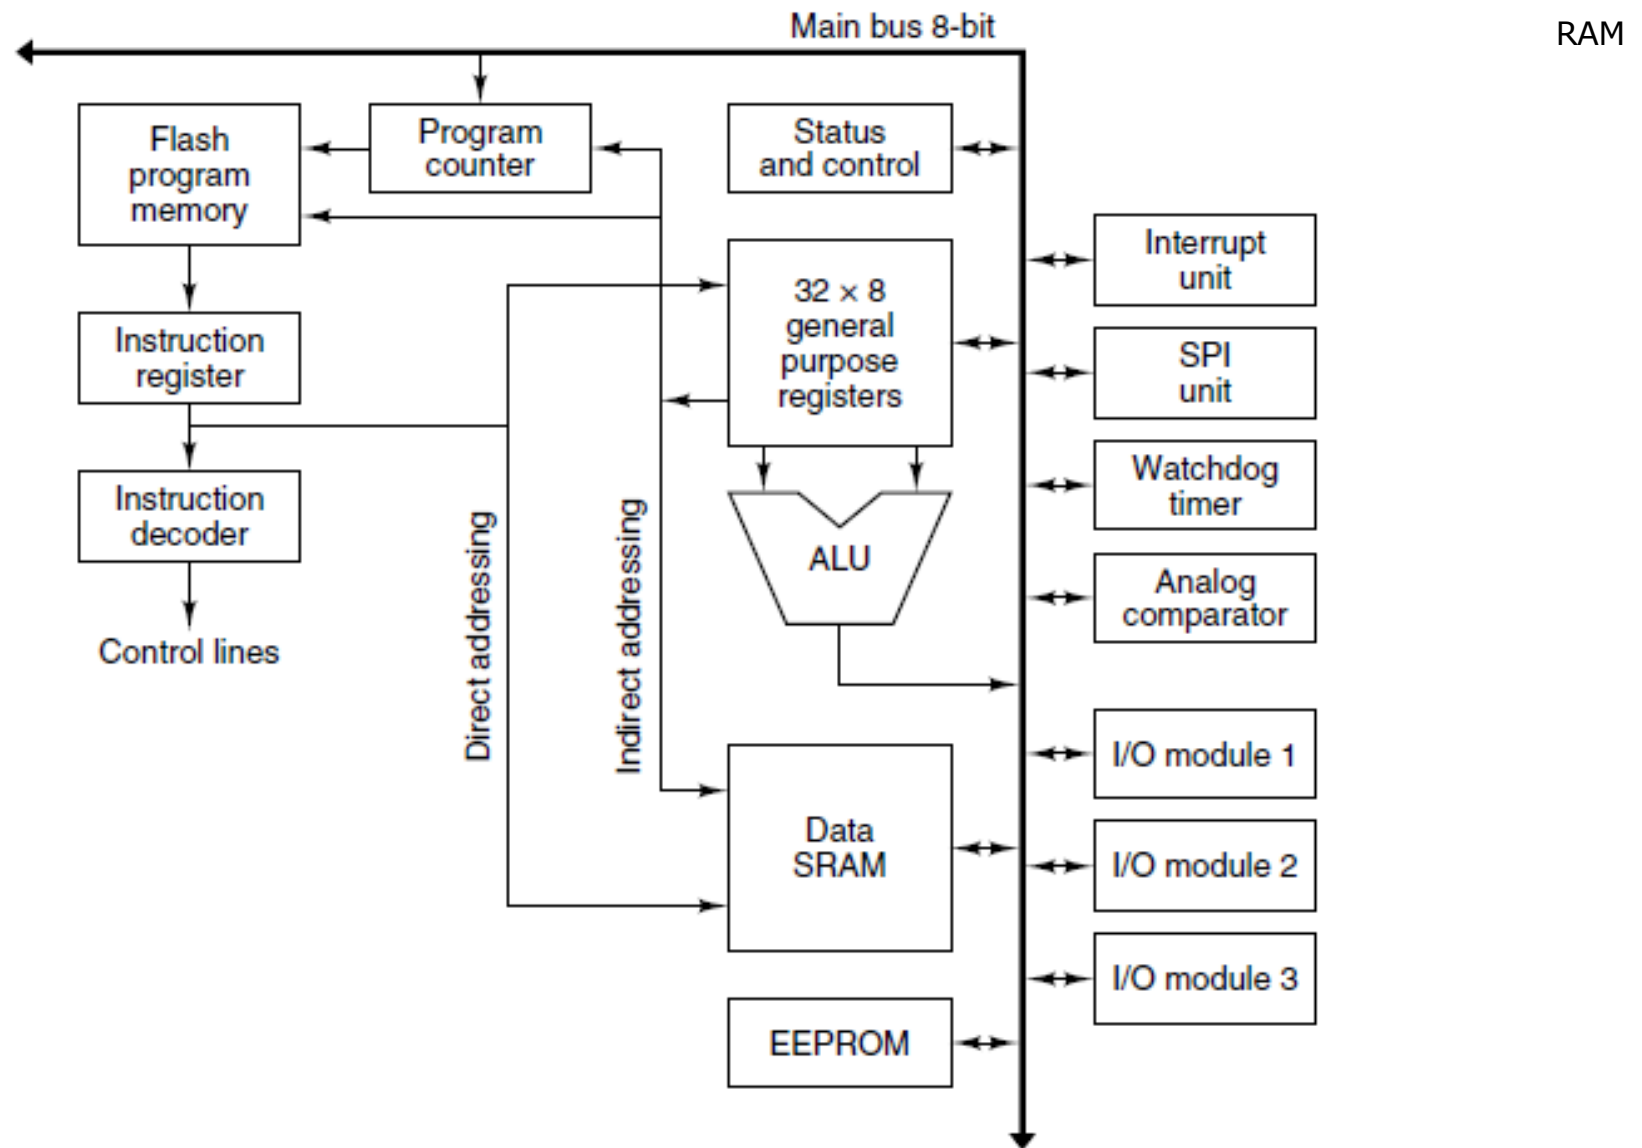 Main bus 8-bit
RAM
Flash
program
memory
Program
counter
Status
and control
Interrupt
unit
32 × 8
general
purpose
registers
Instruction
register
SPI
unit
Watchdog
timer
Instruction
decoder
Direct addressing
Indirect addressing
ALU
Analog
comparator
Control lines
I/O module 1
Data
SRAM
I/O module 2
I/O module 3
EEPROM